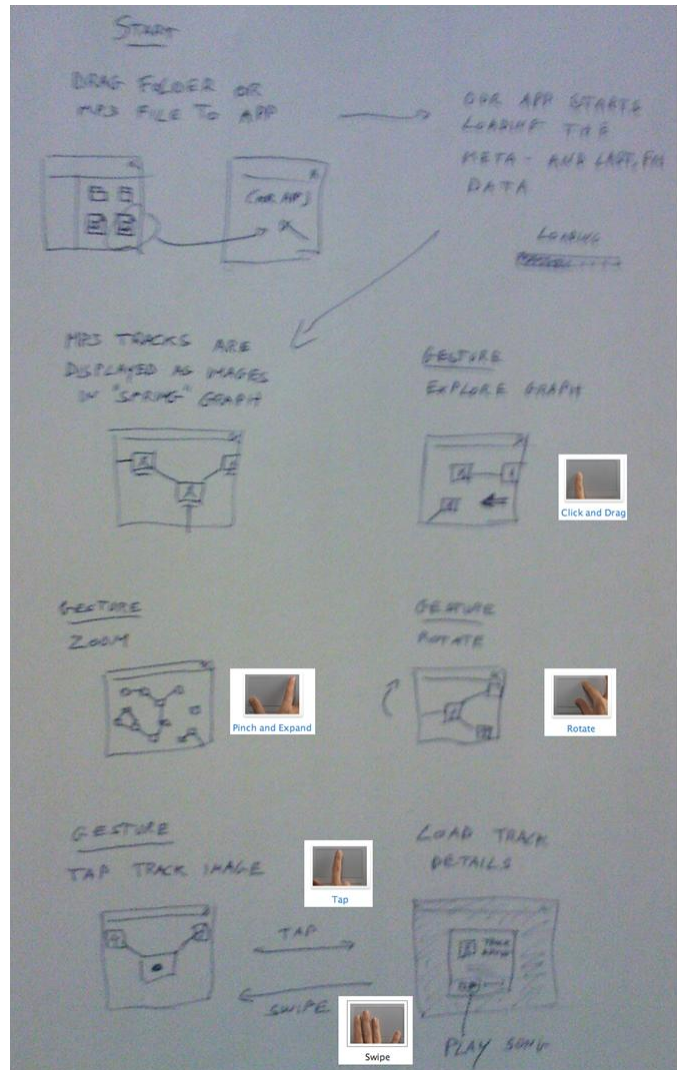 START
DRAG FOLDER OR
MP3 FILE TO APP
OUR APP STARTS
LOADING THE
META- AND LAST.FM
DATA
(OUR APP)
LOADING
MP3 TRACKS ARE
DISPLAYED AS IMAGES
IN "SPRING" GRAPH
GESTURE
EXPLORE GRAPH
Click and Drag
GESTURE
ZOOM
Pinch and Expand
GESTURE
ROTATE
Rotate
GESTURE
TAP TRACK IMAGE
Tap
LOAD TRACK
DETAILS
TAP
SWIPE
Swipe
PLAY SONG